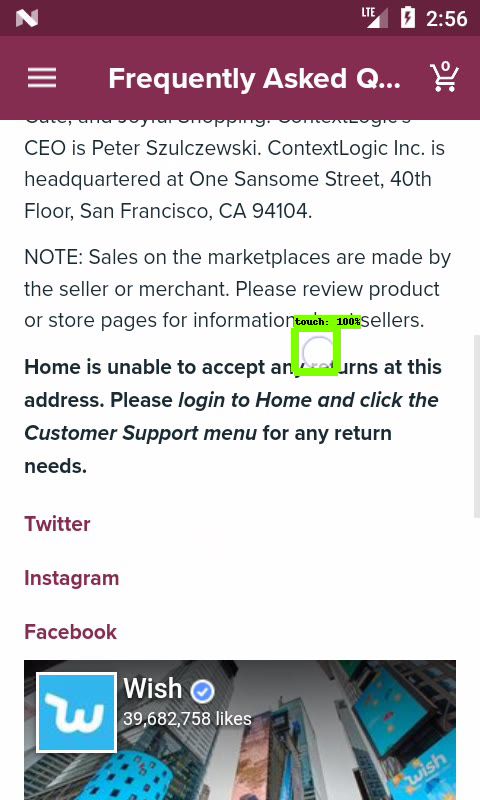 LTE 2:56
Frequently Asked Q...
0
CEO is Peter Szulczewski. ContextLogic Inc. is
headquartered at One Sansome Street, 40th
Floor, San Francisco, CA 94104.
NOTE: Sales on the marketplaces are made by
the seller or merchant. Please review product
touch: 100%
or store pages for information sellers.
Home is unable to accept any returns at this
address. Please login to Home and click the
Customer Support menu for any return
needs.
Twitter
Instagram
Facebook
Wish
39,682,758 likes
wish